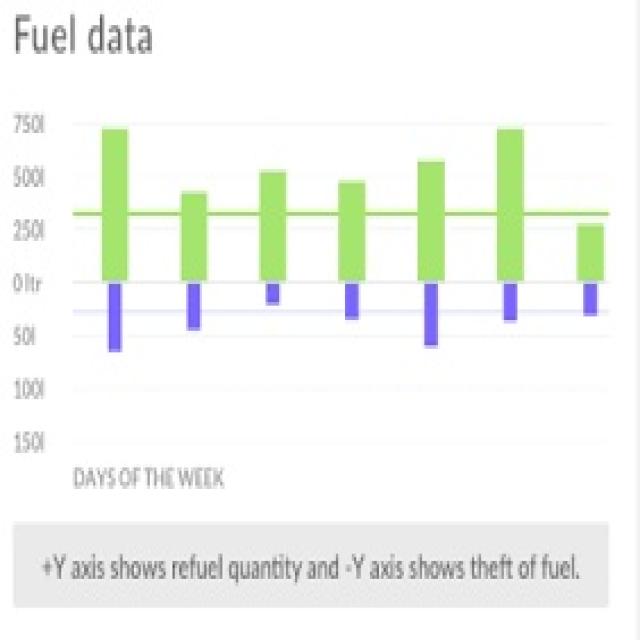 Fuel data
750l
500l
250l
0 ltr
50l
100l
150l
DAYS OF THE WEEK
+Y axis shows refuel quantity and -Y axis shows theft of fuel.